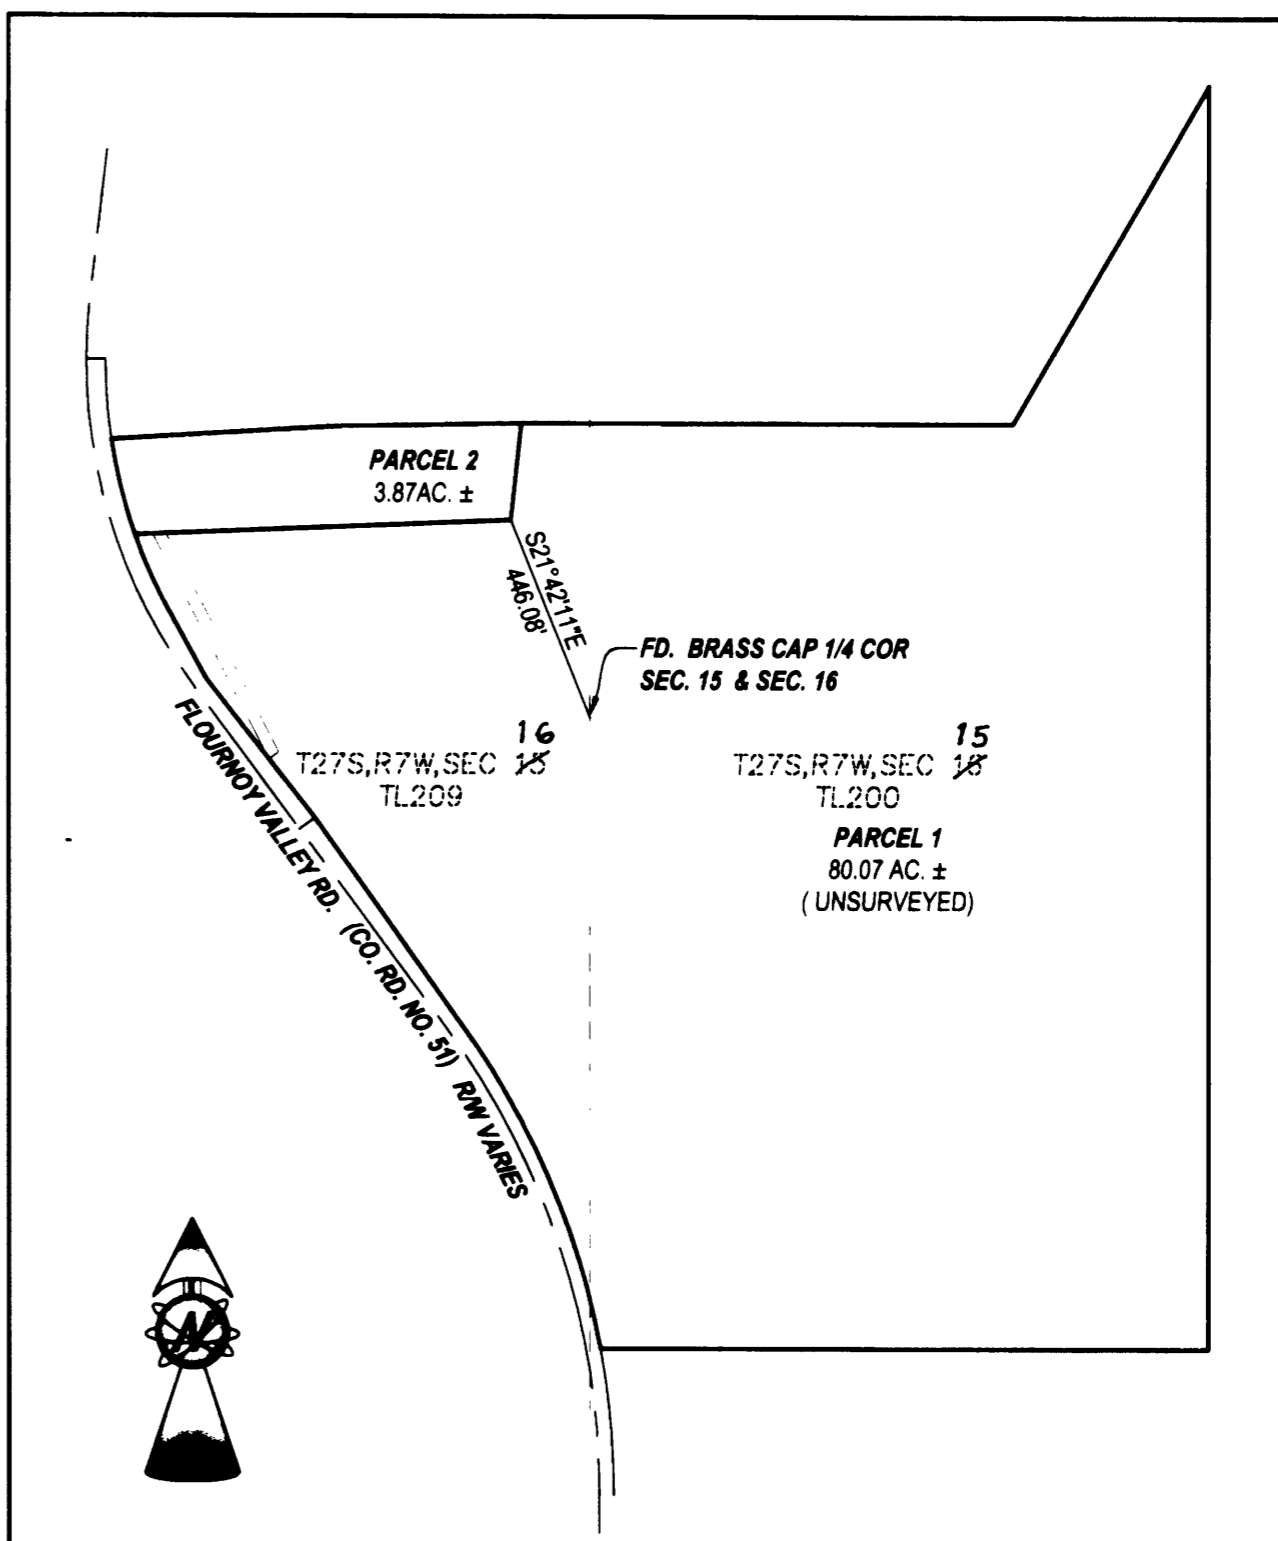 PARCEL 2
3.87AC. ±
S21°42'11"E
446.08'
FD. BRASS CAP 1/4 COR
SEC. 15 & SEC. 16
16
T27S,R7W,SEC 15
TL209
15
T27S,R7W,SEC 16
TL200
PARCEL 1
80.07 AC. ±
( UNSURVEYED)
FLOURNOY VALLEY RD. (CO. RD. NO. 51) R/W VARIES
N